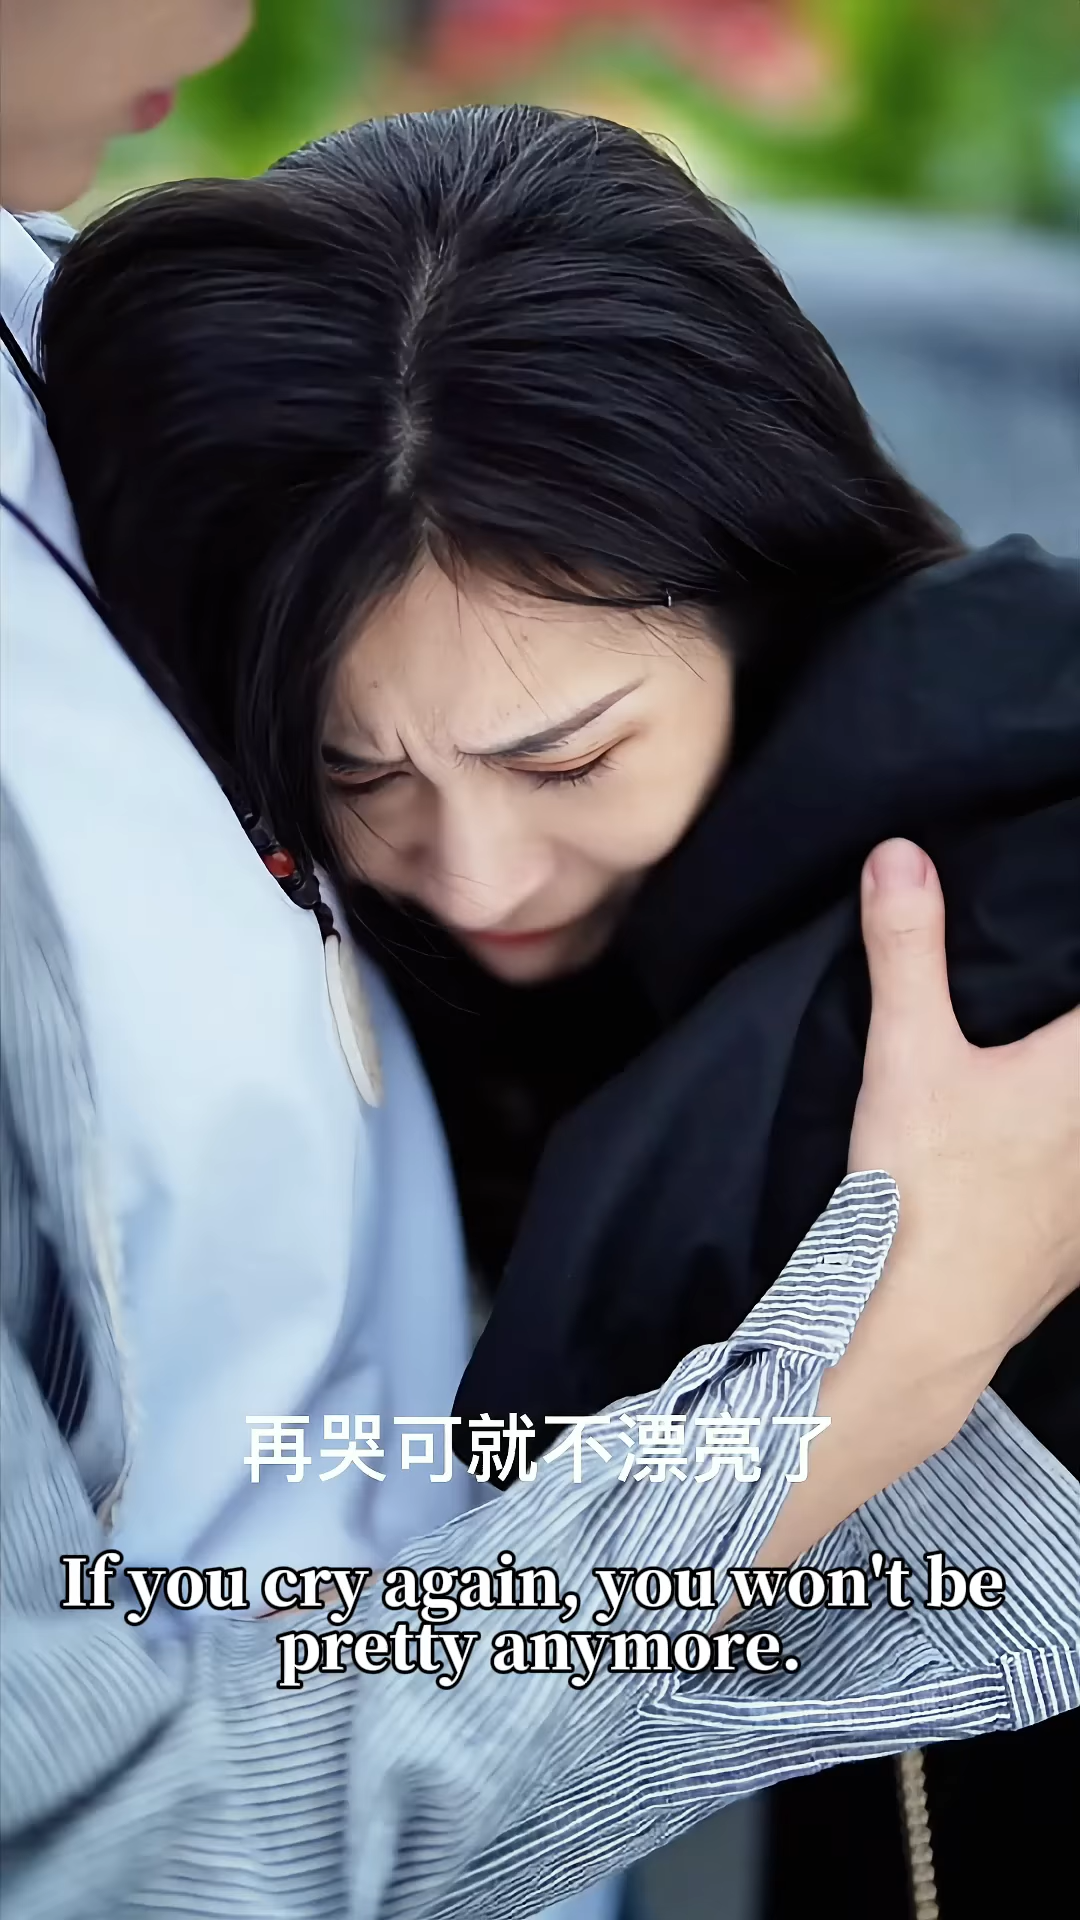 再哭可就不漂亮了
If you cry again, you won't be
pretty anymore.